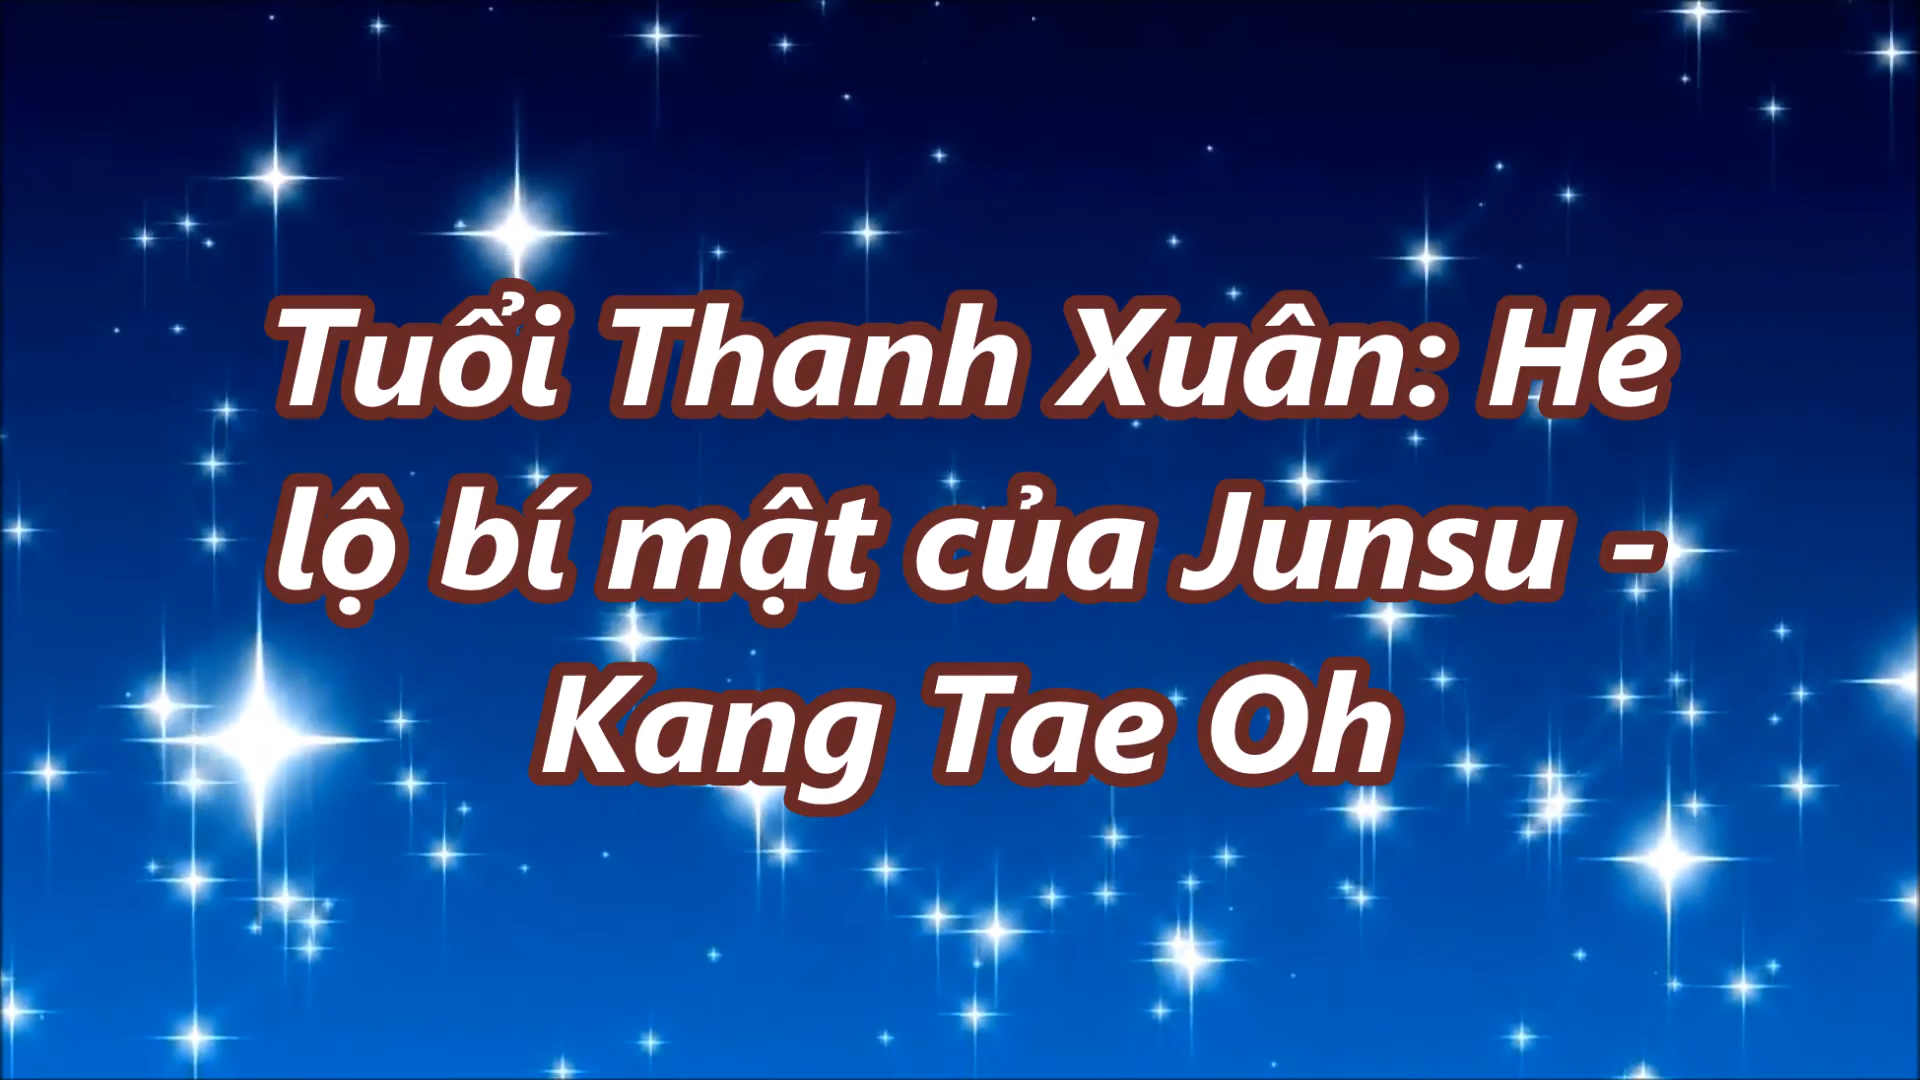 Tuổi Thanh Xuân: Hé
lộ bí mật của Junsu -
Kang Tae Oh